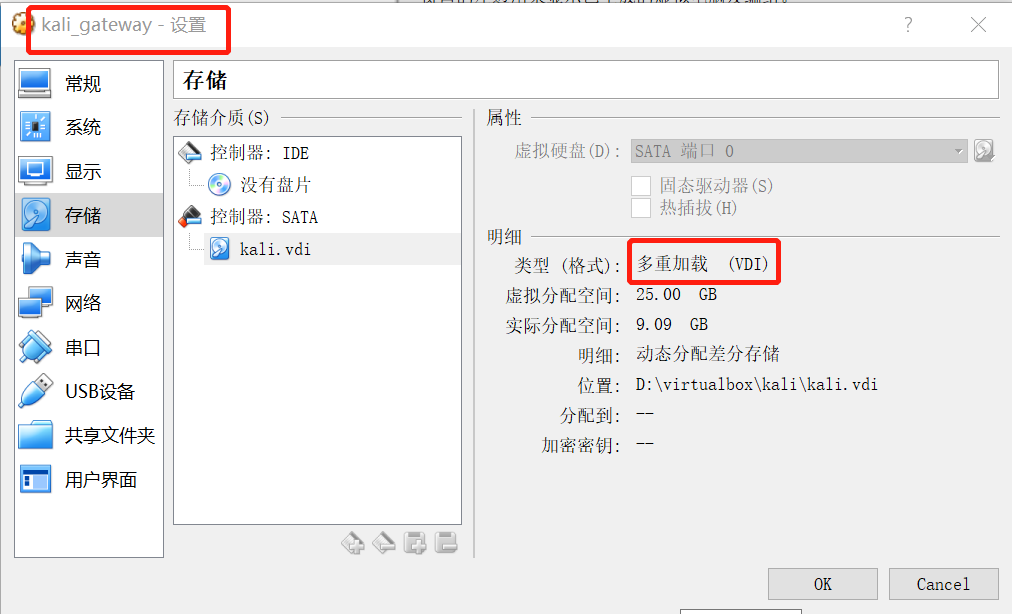 kali_gateway - 设置
?
常规
系统
显示
存储
声音
网络
串口
USB设备
共享文件夹
用户界面
存储
存储介质(S)
控制器: IDE
没有盘片
控制器: SATA
kali.vdi
属性
虚拟硬盘(D): SATA 端口 0
固态驱动器(S)
热插拔(H)
明细
类型 (格式): 多重加载 (VDI)
虚拟分配空间: 25.00 GB
实际分配空间: 9.09 GB
明细: 动态分配差分存储
位置: D:\virtualbox\kali\kali.vdi
分配到: --
加密密钥: --
OK
Cancel